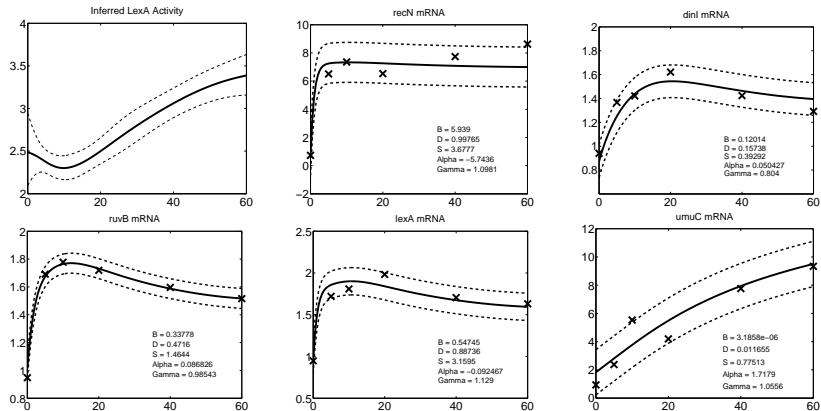 Inferred LexA Activity
4
3.5
3
2.5
2
0 20 40 60
recN mRNA
10
8
6
4
2
0
−2
0 20 40 60
B = 5.939
D = 0.99765
S = 3.6777
Alpha = −5.7436
Gamma = 1.0981
dinI mRNA
2
1.8
1.6
1.4
1.2
1
0.8
0 20 40 60
B = 0.12014
D = 0.15738
S = 0.39292
Alpha = 0.050427
Gamma = 0.804
ruvB mRNA
2
1.8
1.6
1.4
1.2
1
0.8
0 20 40 60
B = 0.33778
D = 0.4716
S = 1.4644
Alpha = 0.086826
Gamma = 0.98543
lexA mRNA
2.5
2
1.5
1
0.5
0 20 40 60
B = 0.54745
D = 0.88736
S = 3.1595
Alpha = −0.092467
Gamma = 1.129
umuC mRNA
12
10
8
6
4
2
0
0 20 40 60
B = 3.1858e−06
D = 0.011655
S = 0.77513
Alpha = 1.7179
Gamma = 1.0556